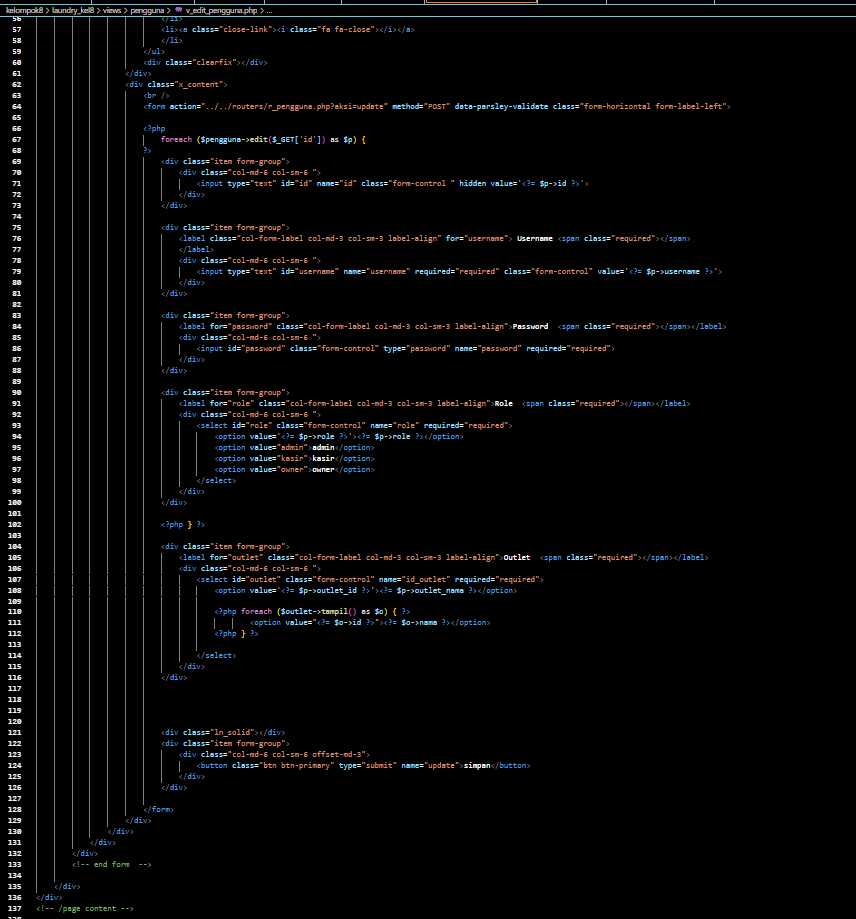 kelompok8 > laundry_kel8 > views > pengguna > v_edit_pengguna.php > ...
56 </li>
57 <li><a class="close-link"><i class="fa fa-close"></i></a>
58 </li>
59 </ul>
60 <div class="clearfix"></div>
61 </div>
62 <div class="x_content">
63 <br />
64 <form action="../../routers/r_pengguna.php?aksi=update" method="POST" data-parsley-validate class="form-horizontal form-label-left">
65
66 <?php
67 foreach ($pengguna->edit($_GET['id']) as $p) {
68 ?>
69 <div class="item form-group">
70 <div class="col-md-6 col-sm-6 ">
71 <input type="text" id="id" name="id" class="form-control " hidden value='<?= $p->id ?>'>
72 </div>
73 </div>
74
75 <div class="item form-group">
76 <label class="col-form-label col-md-3 col-sm-3 label-align" for="username"> Username <span class="required"></span>
77 </label>
78 <div class="col-md-6 col-sm-6 ">
79 <input type="text" id="username" name="username" required="required" class="form-control" value='<?= $p->username ?>'>
80 </div>
81 </div>
82
83 <div class="item form-group">
84 <label for="password" class="col-form-label col-md-3 col-sm-3 label-align">Password  <span class="required"></span></label>
85 <div class="col-md-6 col-sm-6 ">
86 <input id="password" class="form-control" type="password" name="password" required="required">
87 </div>
88 </div>
89
90 <div class="item form-group">
91 <label for="role" class="col-form-label col-md-3 col-sm-3 label-align">Role  <span class="required"></span></label>
92 <div class="col-md-6 col-sm-6 ">
93 <select id="role" class="form-control" name="role" required="required">
94 <option value='<?= $p->role ?>'><?= $p->role ?></option>
95 <option value="admin">admin</option>
96 <option value="kasir">kasir</option>
97 <option value="owner">owner</option>
98 </select>
99 </div>
100 </div>
101
102 <?php } ?>
103
104 <div class="item form-group">
105 <label for="outlet" class="col-form-label col-md-3 col-sm-3 label-align">Outlet  <span class="required"></span></label>
106 <div class="col-md-6 col-sm-6 ">
107 <select id="outlet" class="form-control" name="id_outlet" required="required">
108 <option value='<?= $p->outlet_id ?>'><?= $p->outlet_nama ?></option>
109
110 <?php foreach ($outlet->tampil() as $o) { ?>
111 <option value="<?= $o->id ?>"><?= $o->nama ?></option>
112 <?php } ?>
113
114 </select>
115 </div>
116 </div>
117
118
119
120
121 <div class="ln_solid"></div>
122 <div class="item form-group">
123 <div class="col-md-6 col-sm-6 offset-md-3">
124 <button class="btn btn-primary" type="submit" name="update">simpan</button>
125 </div>
126 </div>
127
128 </form>
129 </div>
130 </div>
131 </div>
132 </div>
133 <!-- end form  -->
134
135 </div>
136 </div>
137 <!-- /page content -->